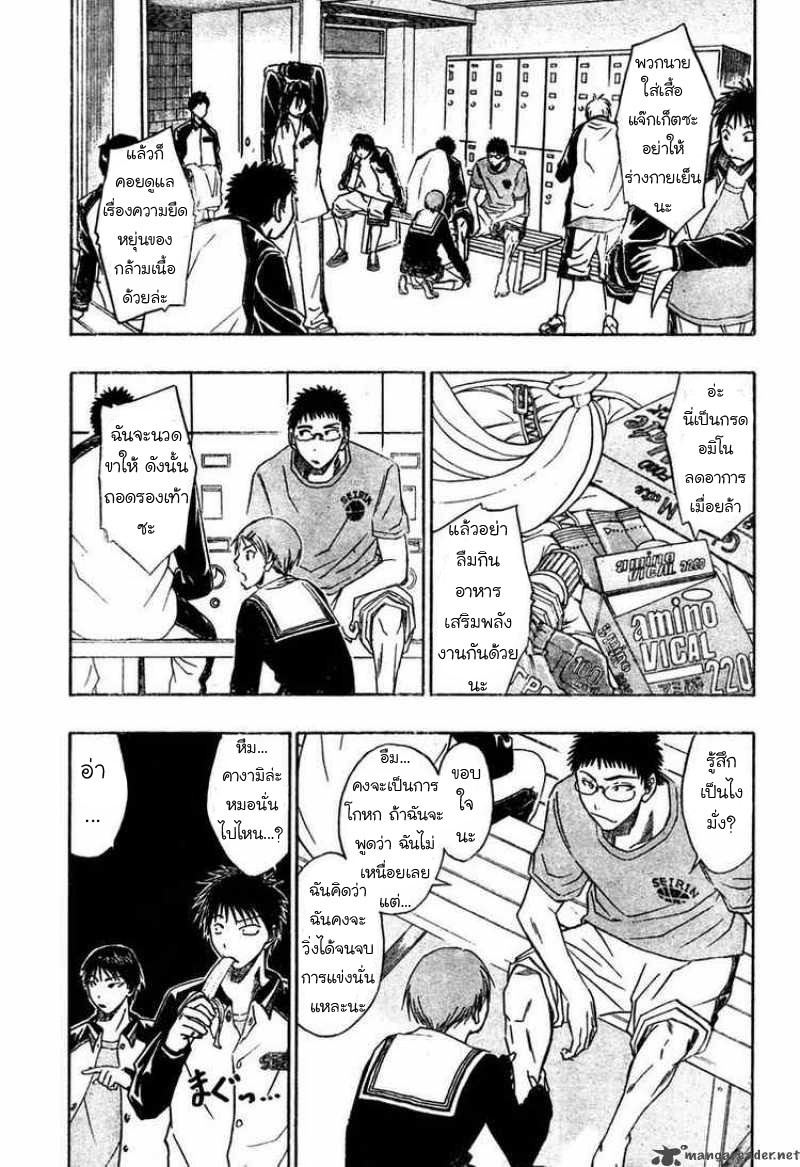 พวกนาย
ใส่เสื้อ
แจ๊กเก็ตซะ
อย่าให้
ร่างกายเย็น
นะ
แล้วก็
คอยดูแล
เรื่องความยืด
หยุ่นของ
กล้ามเนื้อ
ด้วยล่ะ
อ่ะ
นี่เป็นกรด
อมิโน
ลดอาการ
เมื่อยล้า
แล้วอย่า
ลืมกิน
อาหาร
เสริมพลัง
งานกันด้วย
นะ
amino
VICAL
amino
VICAL
2200
ฉันจะนวด
ขาให้ ดังนั้น
ถอดรองเท้า
ซะ
SEIRIN
รู้สึก
เป็นไง
มั่ง?
ขอบ
ใจ
นะ
อืม...
คงจะเป็นการ
โกหก ถ้าฉันจะ
พูดว่า ฉันไม่
เหนื่อยเลย
แต่...
ฉันคิดว่า
ฉันคงจะ
วิ่งได้จนจบ
การแข่งนั่น
แหละนะ
SEIRIN
หืม...
คางามิล่ะ
หมอนั่น
ไปไหน...?
อ่า
...
まぐっ…
mangareader.net